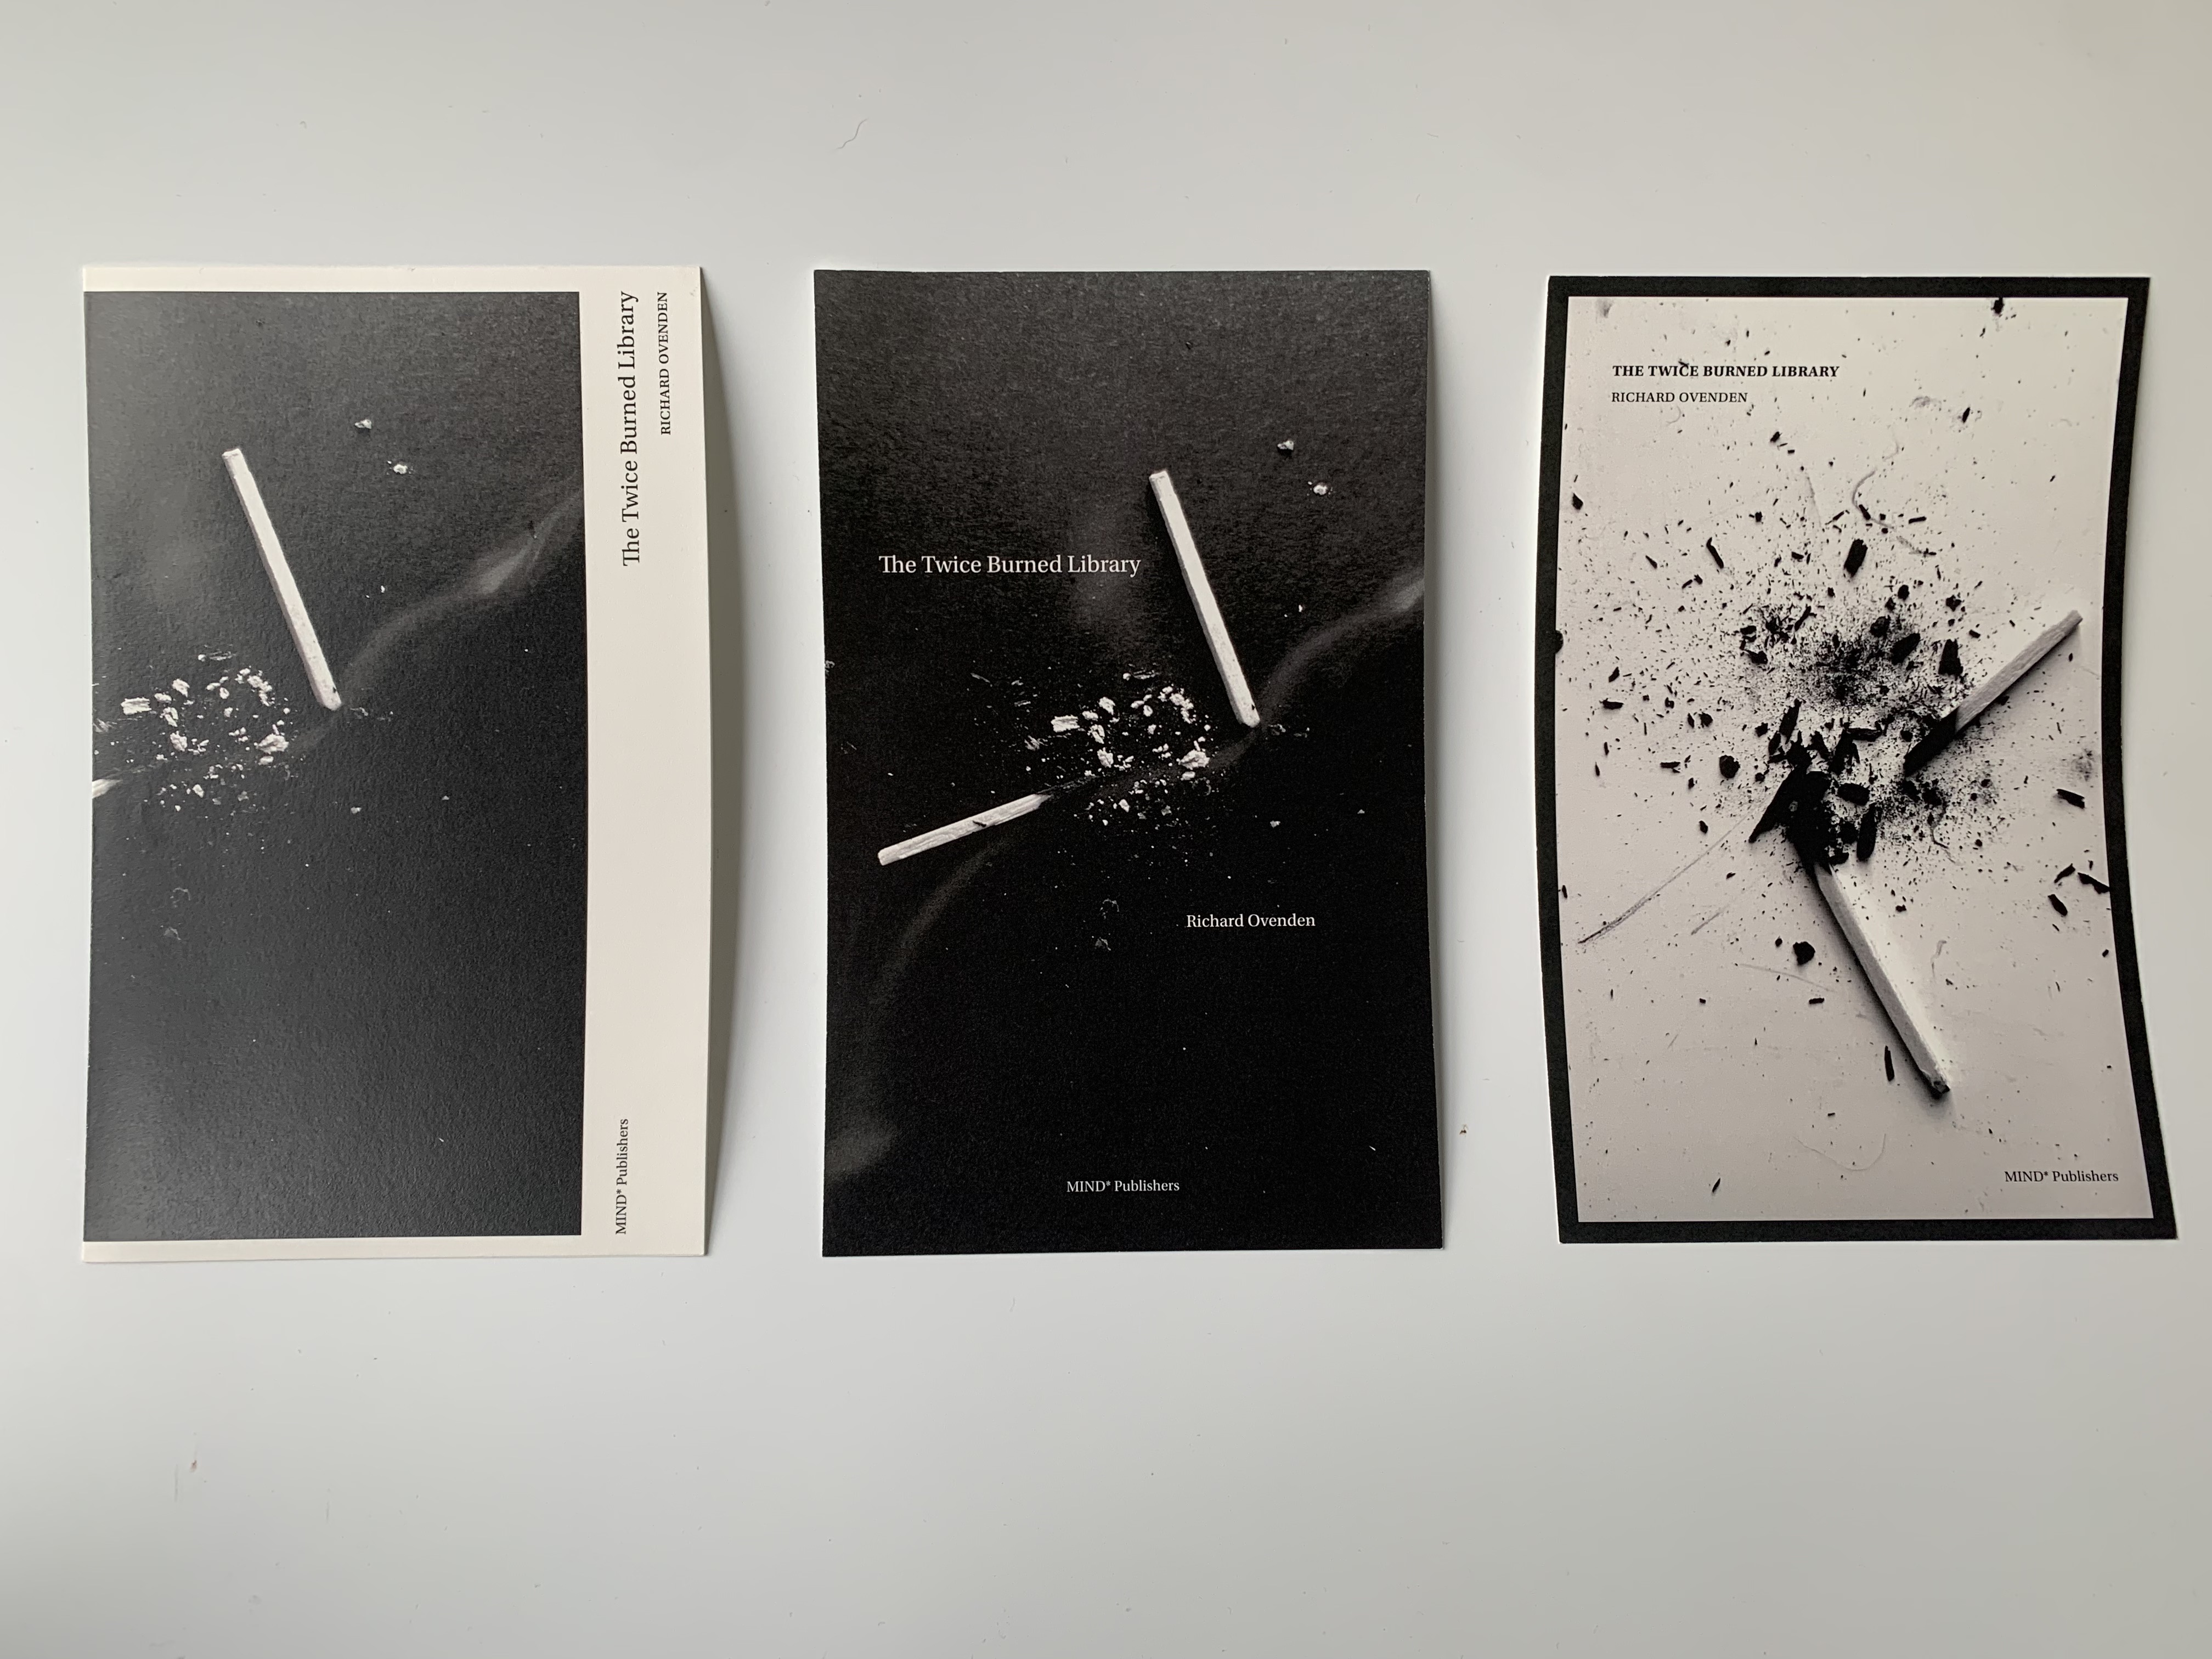 MIND* Publishers
The Twice Burned Library
RICHARD OVENDEN
The Twice Burned Library
Richard Ovenden
MIND* Publishers
THE TWICE BURNED LIBRARY
RICHARD OVENDEN
MIND* Publishers